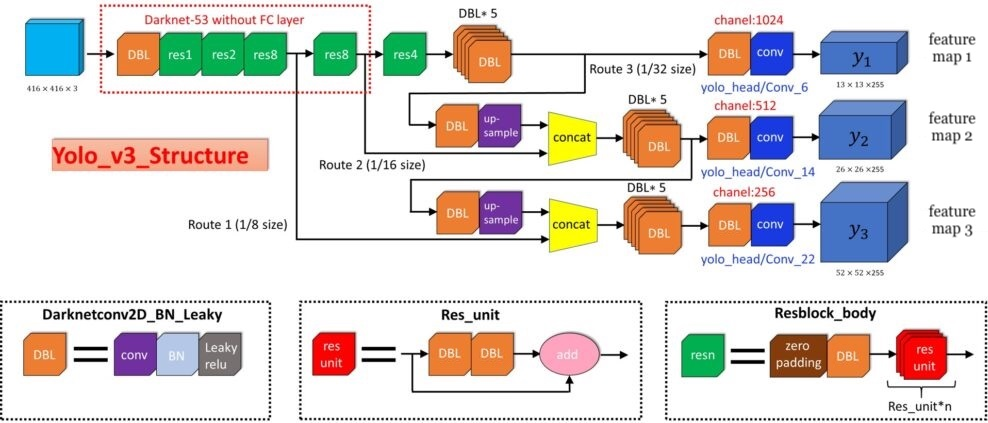 Darknet-53 without FC layer
DBL* 5
chanel:1024
DBL
res1
res2
res8
res8
res4
DBL
DBL
conv
y1
feature
map 1
416 × 416 ×3
Route 3 (1/32 size)
yolo_head/Conv_6
13 × 13 ×255
DBL* 5
channel:512
DBL
up-
sample
concat
DBL
DBL
conv
y2
feature
map 2
Yolo_v3_Structure
Route 2 (1/16 size)
yolo_head/Conv_14
26 × 26 ×255
DBL* 5
chanel:256
DBL
up-
sample
concat
DBL
DBL
conv
y3
feature
map 3
Route 1 (1/8 size)
yolo_head/Conv_22
52 × 52 ×255
Darknetconv2D_BN_Leaky
DBL
conv
BN
Leaky
relu
Res_unit
res
unit
DBL
DBL
add
Resblock_body
resn
zero
padding
DBL
res
unit
Res_unit*n